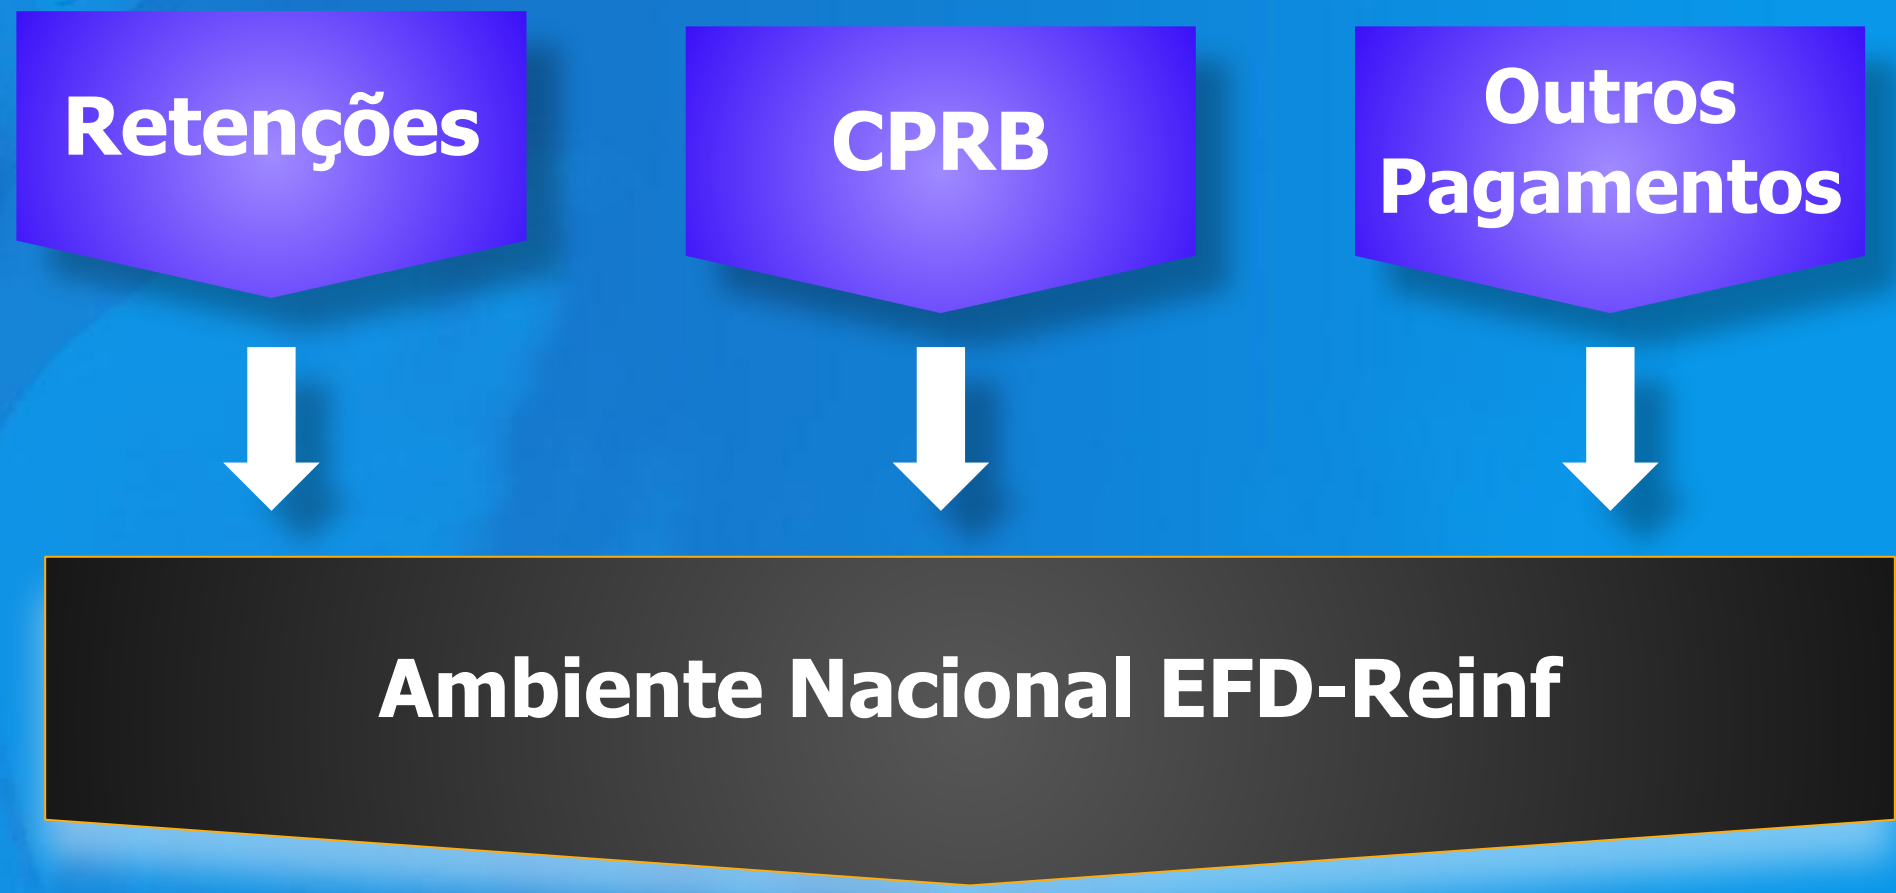 Retenções
CPRB
Outros
Pagamentos
Ambiente Nacional EFD-Reinf